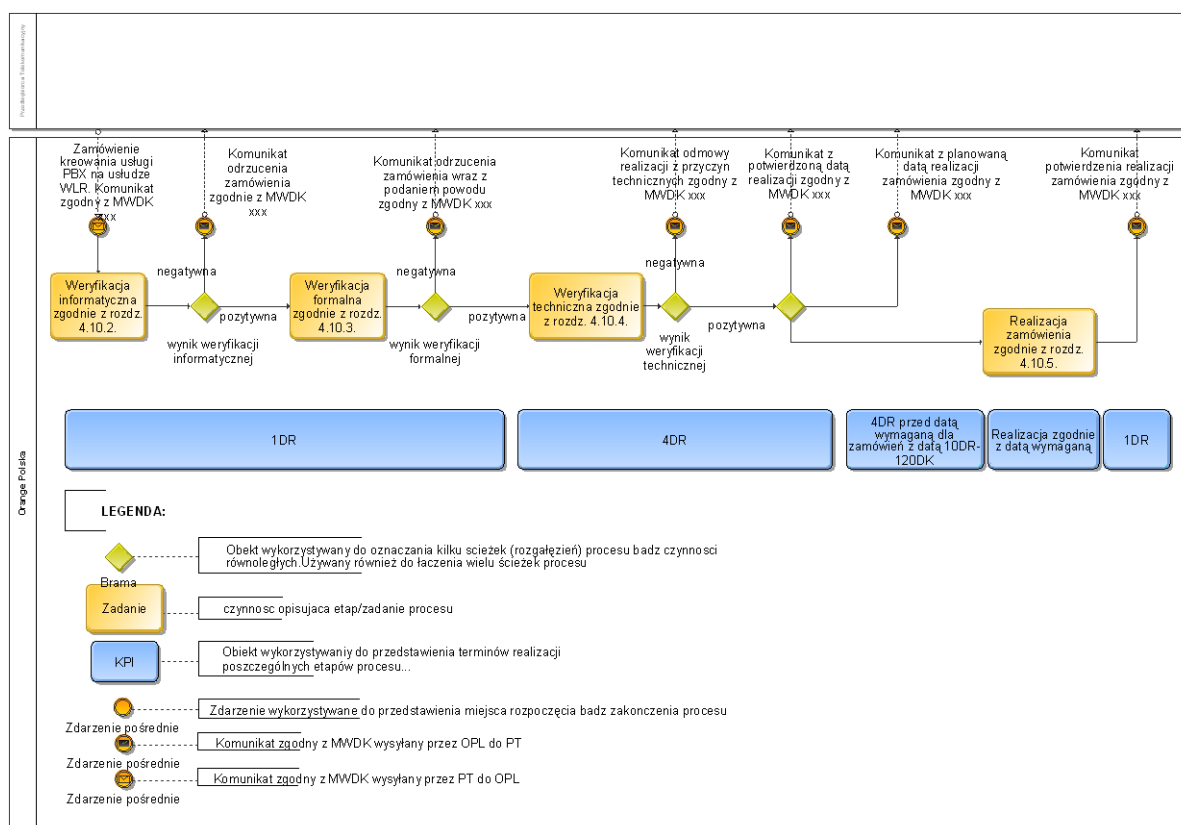 Przedsiębiorca Telekomunikacyjny
Orange Polska
Zamówienie
kreowania usługi
PBX na usłudze
WLR. Komunikat
zgodny z MWDK
xxx
Komunikat
odrzucenia
zamówienia
zgodnie z MWDK
xxx
Komunikat odrzucenia
zamówienia wraz z
podaniem powodu
zgodny z MWDK xxx
Komunikat odmowy
realizacji z przyczyn
technicznych zgodny z
MWDK xxx
Komunikat z
potwierdzoną datą
realizacji zgodny z
MWDK xxx
Komunikat z planowaną
datą realizacji
zamówienia zgodny z
MWDK xxx
Komunikat
potwierdzenia realizacji
zamówienia zgodny z
MWDK xxx
negatywna
negatywna
negatywna
Weryfikacja
informatyczna
zgodnie z rozdz.
4.10.2.
pozytywna
wynik weryfikacji
informatycznej
Weryfikacja
formalna
zgodnie z rozdz.
4.10.3.
pozytywna
wynik weryfikacji
formalnej
Weryfikacja
techniczna zgodnie
z rozdz. 4.10.4.
pozytywna
wynik
weryfikacji
technicznej
Realizacja
zamówienia
zgodnie z rozdz.
4.10.5.
1DR
4DR
4DR przed datą
wymaganą dla
zamówień z datą 10DR-
120DK
Realizacja zgodnie
z datą wymaganą
1DR
LEGENDA:
Brama
Obekt wykorzystywany do oznaczania kilku scieżek (rozgałęzień) procesu badz czynnosci
równoległych.Używany również do łaczenia wielu ścieżek procesu
Zadanie
czynnosc opisujaca etap/zadanie procesu
KPI
Obiekt wykorzystywaniy do przedstawienia terminów realizacji
poszczególnych etapów procesu...
Zdarzenie pośrednie
Zdarzenie wykorzystywane do przedstawienia miejsca rozpoczęcia badz zakonczenia procesu
Zdarzenie pośrednie
Komunikat zgodny z MWDK wysyłany przez OPL do PT
Zdarzenie pośrednie
Komunikat zgodny z MWDK wysyłany przez PT do OPL